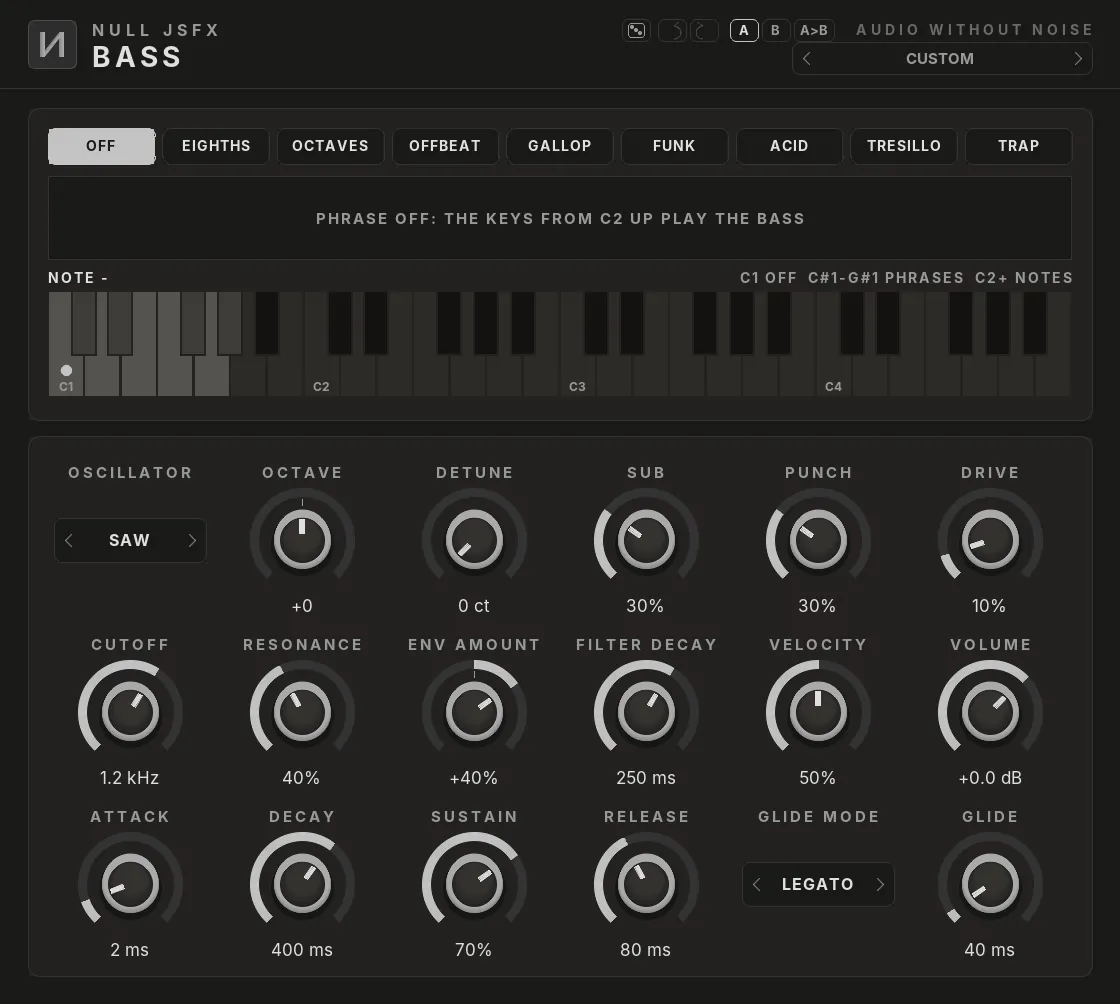 NULL JSFX
BASS
A B A>B AUDIO WITHOUT NOISE
CUSTOM
OFF EIGHTHS OCTAVES OFFBEAT GALLOP FUNK ACID TRESILLO TRAP
PHRASE OFF: THE KEYS FROM C2 UP PLAY THE BASS
NOTE - C1 OFF C#1-G#1 PHRASES C2+ NOTES
C1 C2 C3 C4
OSCILLATOR OCTAVE DETUNE SUB PUNCH DRIVE
SAW
+0 0 ct 30% 30% 10%
CUTOFF RESONANCE ENV AMOUNT FILTER DECAY VELOCITY VOLUME
1.2 kHz 40% +40% 250 ms 50% +0.0 dB
ATTACK DECAY SUSTAIN RELEASE GLIDE MODE GLIDE
LEGATO
2 ms 400 ms 70% 80 ms 40 ms